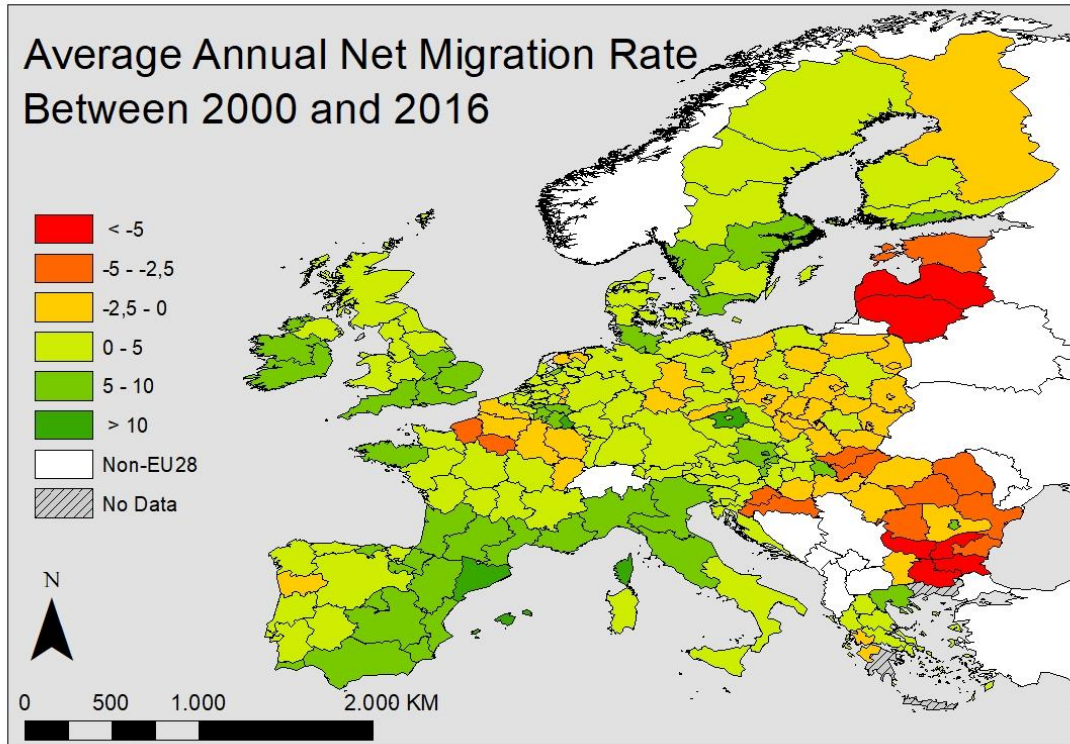 Average Annual Net Migration Rate
Between 2000 and 2016
< -5
-5 - -2,5
-2,5 - 0
0 - 5
5 - 10
> 10
Non-EU28
No Data
N
0 500 1.000 2.000 KM